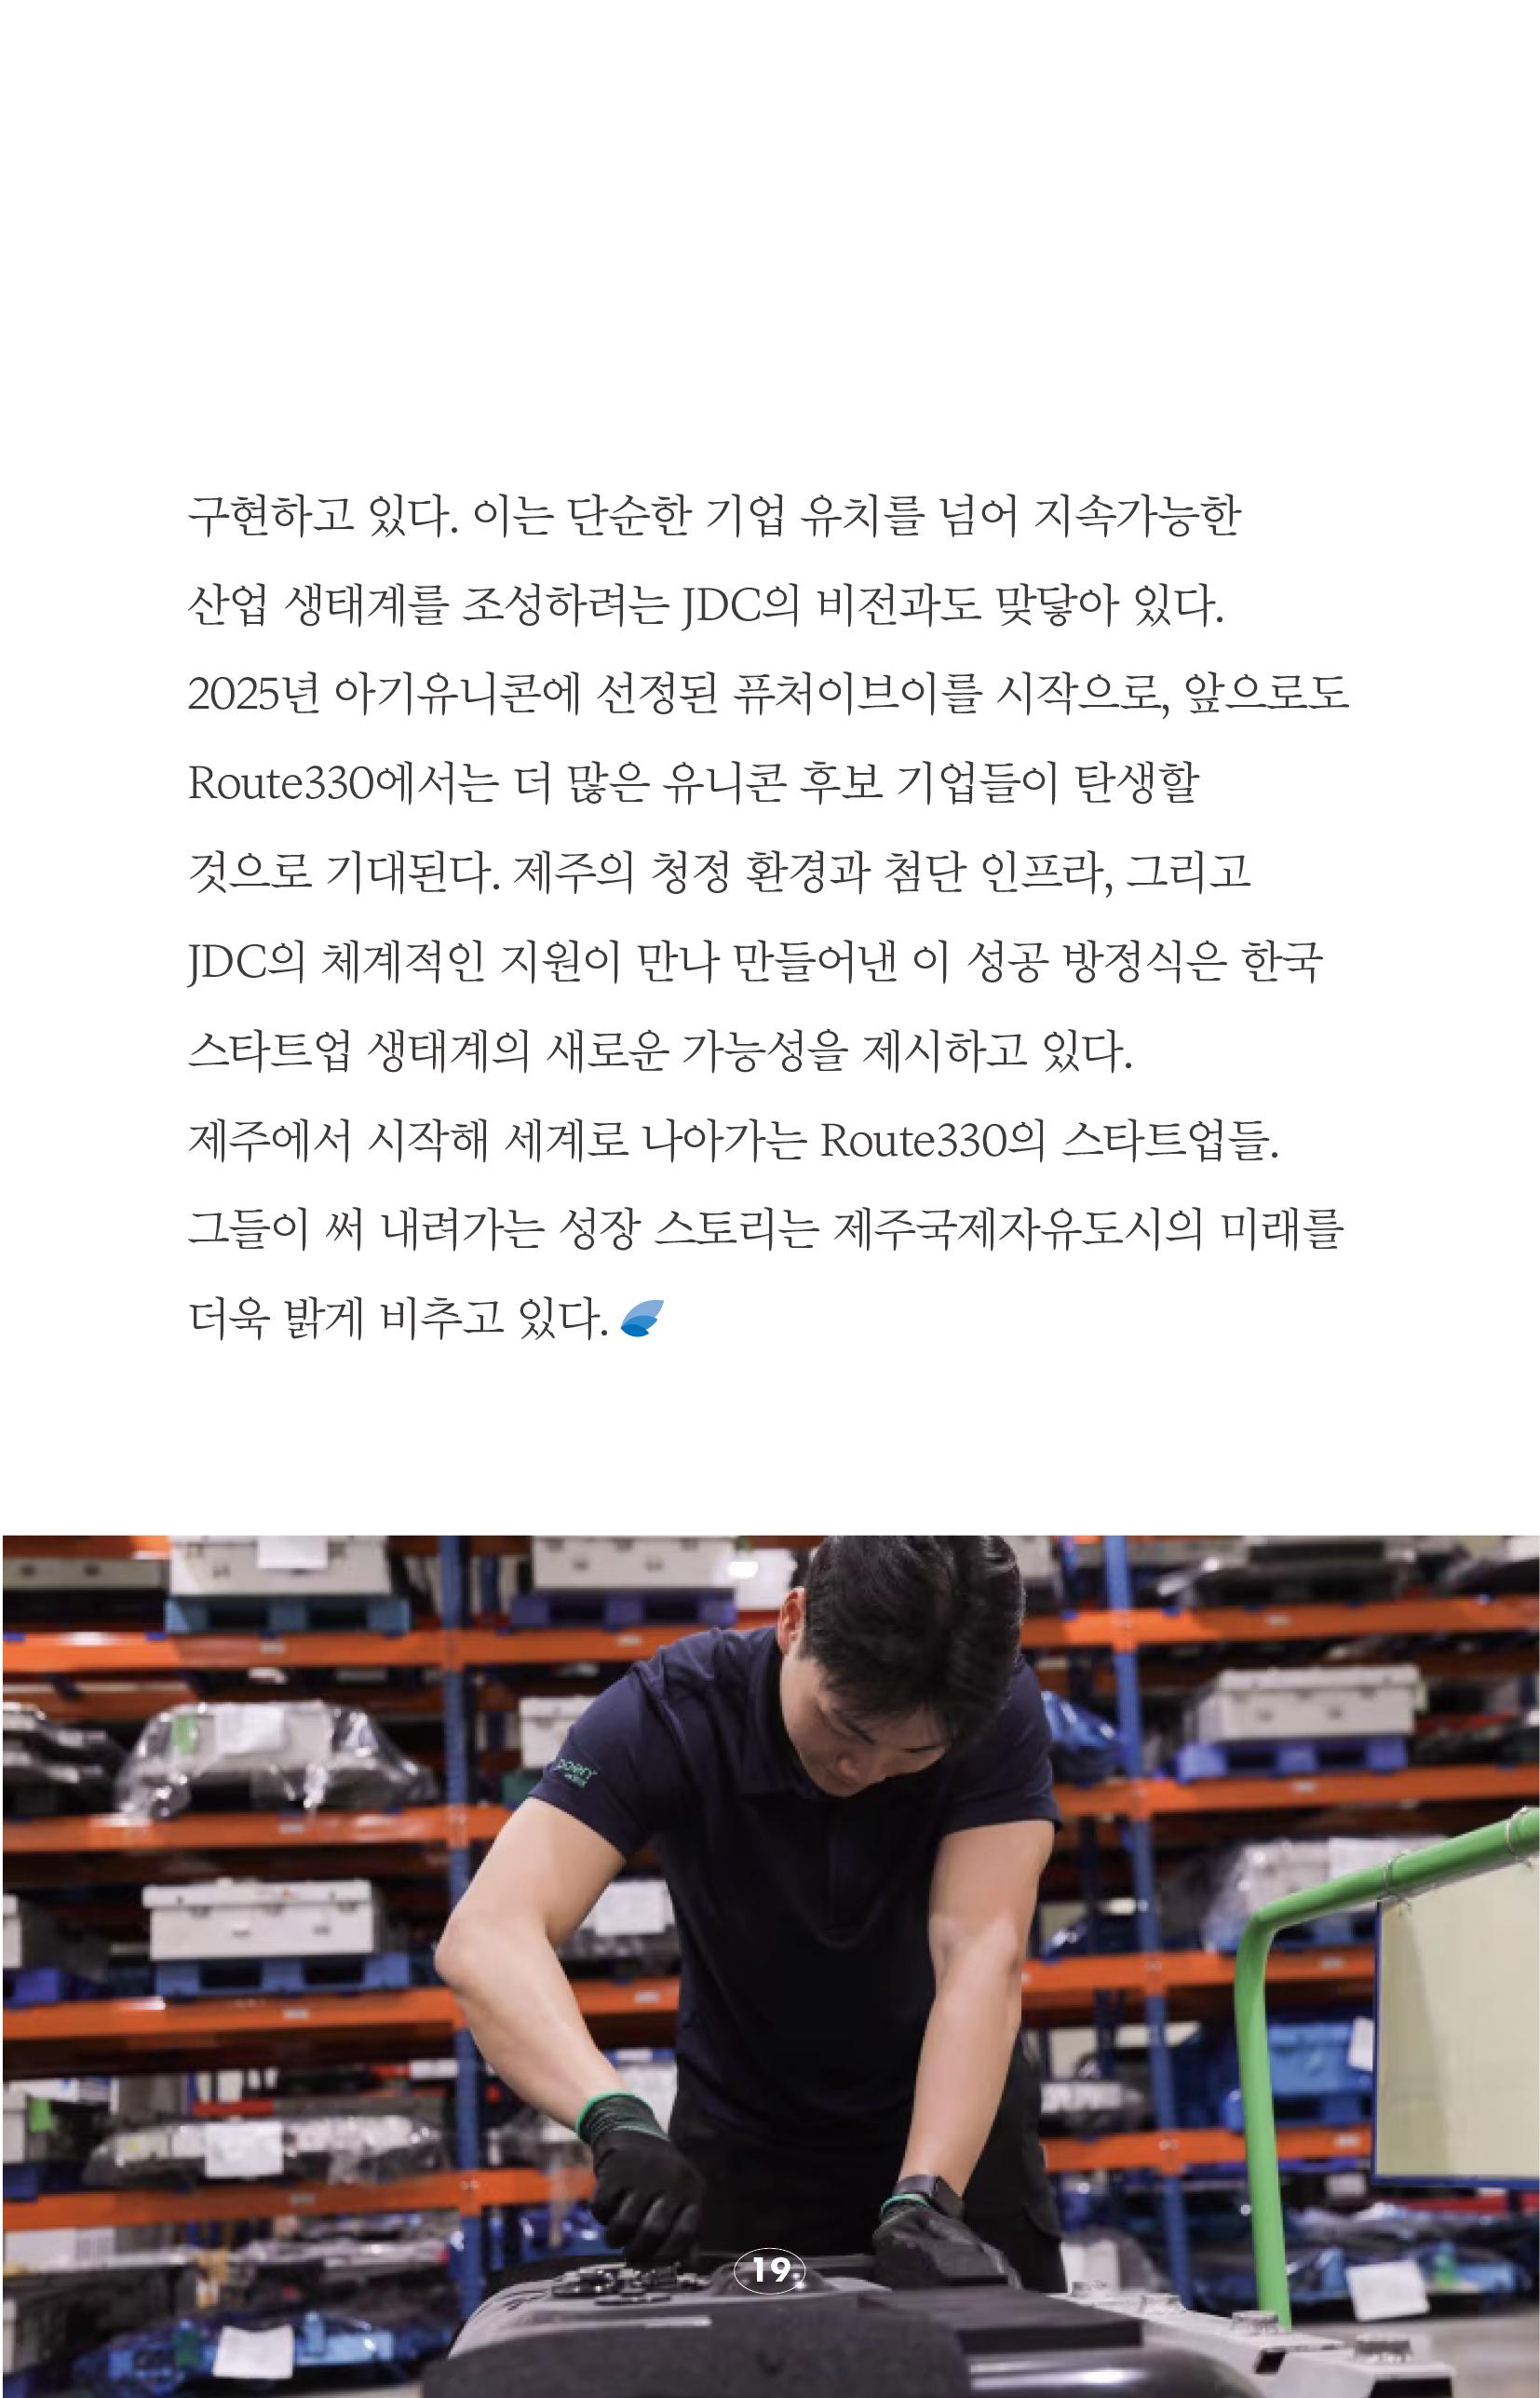 구현하고 있다. 이는 단순한 기업 유치를 넘어 지속가능한
산업 생태계를 조성하려는 JDC의 비전과도 맞닿아 있다.
2025년 아기유니콘에 선정된 퓨처이브이를 시작으로, 앞으로도
Route330에서는 더 많은 유니콘 후보 기업들이 탄생할
것으로 기대된다. 제주의 청정 환경과 첨단 인프라, 그리고
JDC의 체계적인 지원이 만나 만들어낸 이 성공 방정식은 한국
스타트업 생태계의 새로운 가능성을 제시하고 있다.
제주에서 시작해 세계로 나아가는 Route330의 스타트업들.
그들이 써 내려가는 성장 스토리는 제주국제자유도시의 미래를
더욱 밝게 비추고 있다.
19